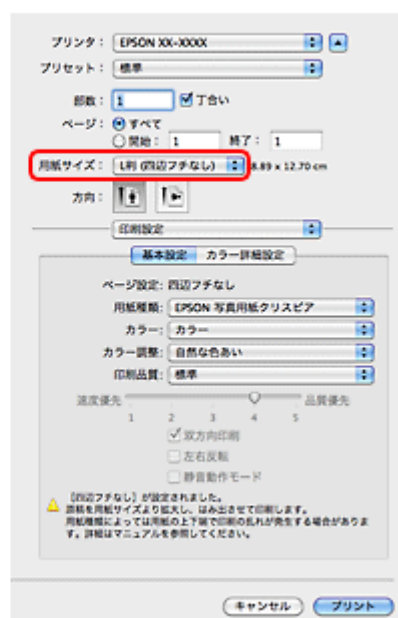 プリンタ： EPSON XX-XXXX
プリセット： 標準
部数： 1 丁合い
ページ： すべて
開始： 1 終了： 1
用紙サイズ： L判 (四辺フチなし) 8.89 x 12.70 cm
方向：
印刷設定
基本設定 カラー詳細設定
ページ設定： 四辺フチなし
用紙種類： EPSON 写真用紙クリスピア
カラー： カラー
カラー調整： 自然な色あい
印刷品質： 標準
速度優先 品質優先
1 2 3 4 5
双方向印刷
左右反転
静音動作モード
[四辺フチなし] が設定されました。
原稿を用紙サイズより拡大し、はみ出させて印刷します。
用紙種類によっては用紙の上下端で印刷の乱れが発生する場合がありま
す。詳細はマニュアルを参照してください。
キャンセル プリント